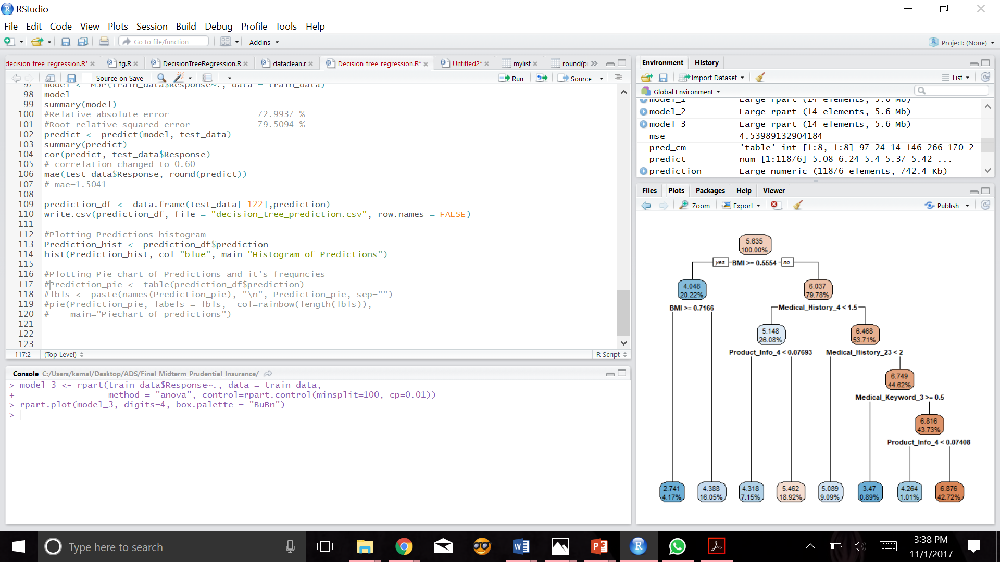 RStudio
File Edit Code View Plots Session Build Debug Profile Tools Help
Go to file/function
Addins
Project: (None)
decision_tree_regression.R*
tg.R
DecisionTreeRegression.R
dataclean.r
Decision_tree_regression.R*
Untitled2*
mylist
round(p
Source on Save
Run
Source
97 model <- M5P(train_data$Response~., data = train_data)
98 model
99 summary(model)
100 #Relative absolute error 72.9937 %
101 #Root relative squared error 79.5094 %
102 predict <- predict(model, test_data)
103 summary(predict)
104 cor(predict, test_data$Response)
105 # correlation changed to 0.60
106 mae(test_data$Response, round(predict))
107 # mae=1.5041
108
109 prediction_df <- data.frame(test_data[-122],prediction)
110 write.csv(prediction_df, file = "decision_tree_prediction.csv", row.names = FALSE)
111
112 #Plotting Predictions histogram
113 Prediction_hist <- prediction_df$prediction
114 hist(Prediction_hist, col="blue", main="Histogram of Predictions")
115
116 #Plotting Pie chart of Predictions and it's frequncies
117 #Prediction_pie <- table(prediction_df$prediction)
118 #lbls <- paste(names(Prediction_pie), "\n", Prediction_pie, sep="")
119 #pie(Prediction_pie, labels = lbls,  col=rainbow(length(lbls)),
120 #    main="Piechart of predictions")
121
122
123
117:2 (Top Level) R Script
Console C:/Users/kamal/Desktop/ADS/Final_Midterm_Prudential_Insurance/
> model_3 <- rpart(train_data$Response~., data = train_data,
+ method = "anova", control=rpart.control(minsplit=100, cp=0.01))
> rpart.plot(model_3, digits=4, box.palette = "BuBn")
>
Environment History
Import Dataset
List
Global Environment
model_1 Large rpart (14 elements, 5.6 Mb)
model_2 Large rpart (14 elements, 5.6 Mb)
model_3 Large rpart (14 elements, 5.6 Mb)
mse 4.53989132904184
pred_cm 'table' int [1:8, 1:8] 97 24 14 146 266 170 2…
predict num [1:11876] 5.08 6.24 5.4 5.37 5.42 ...
prediction Large numeric (11876 elements, 742.4 Kb)
Files Plots Packages Help Viewer
Zoom Export Publish
5.635
100.00%
yes BMI >= 0.5554 no
4.048
20.22%
6.037
79.78%
BMI >= 0.7166
Medical_History_4 < 1.5
5.148
26.08%
6.468
53.71%
Product_Info_4 < 0.07693
Medical_History_23 < 2
6.749
44.62%
Medical_Keyword_3 >= 0.5
6.816
43.73%
Product_Info_4 < 0.07408
2.741 4.388 4.318 5.462 5.089 3.47 4.264 6.876
4.17% 16.05% 7.15% 18.92% 9.09% 0.89% 1.01% 42.72%
Type here to search
3:38 PM
11/1/2017